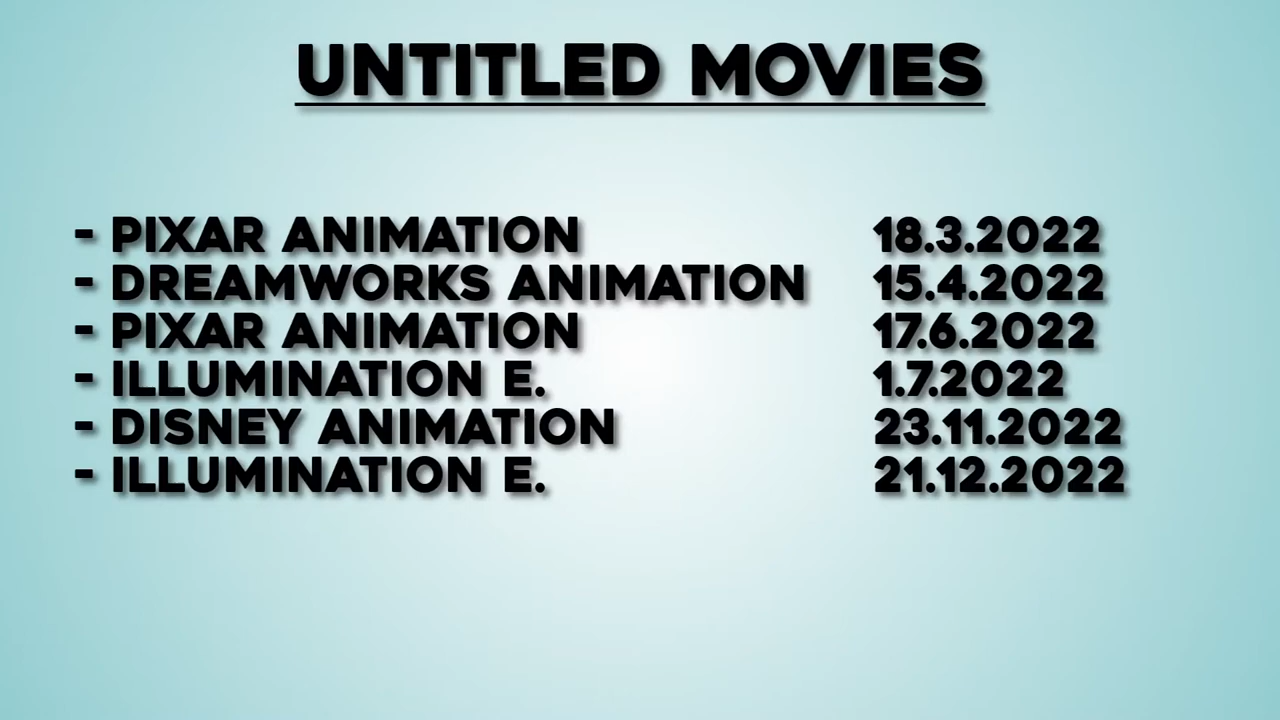 UNTITLED MOVIES
- PIXAR ANIMATION 18.3.2022
- DREAMWORKS ANIMATION 15.4.2022
- PIXAR ANIMATION 17.6.2022
- ILLUMINATION E. 1.7.2022
- DISNEY ANIMATION 23.11.2022
- ILLUMINATION E. 21.12.2022